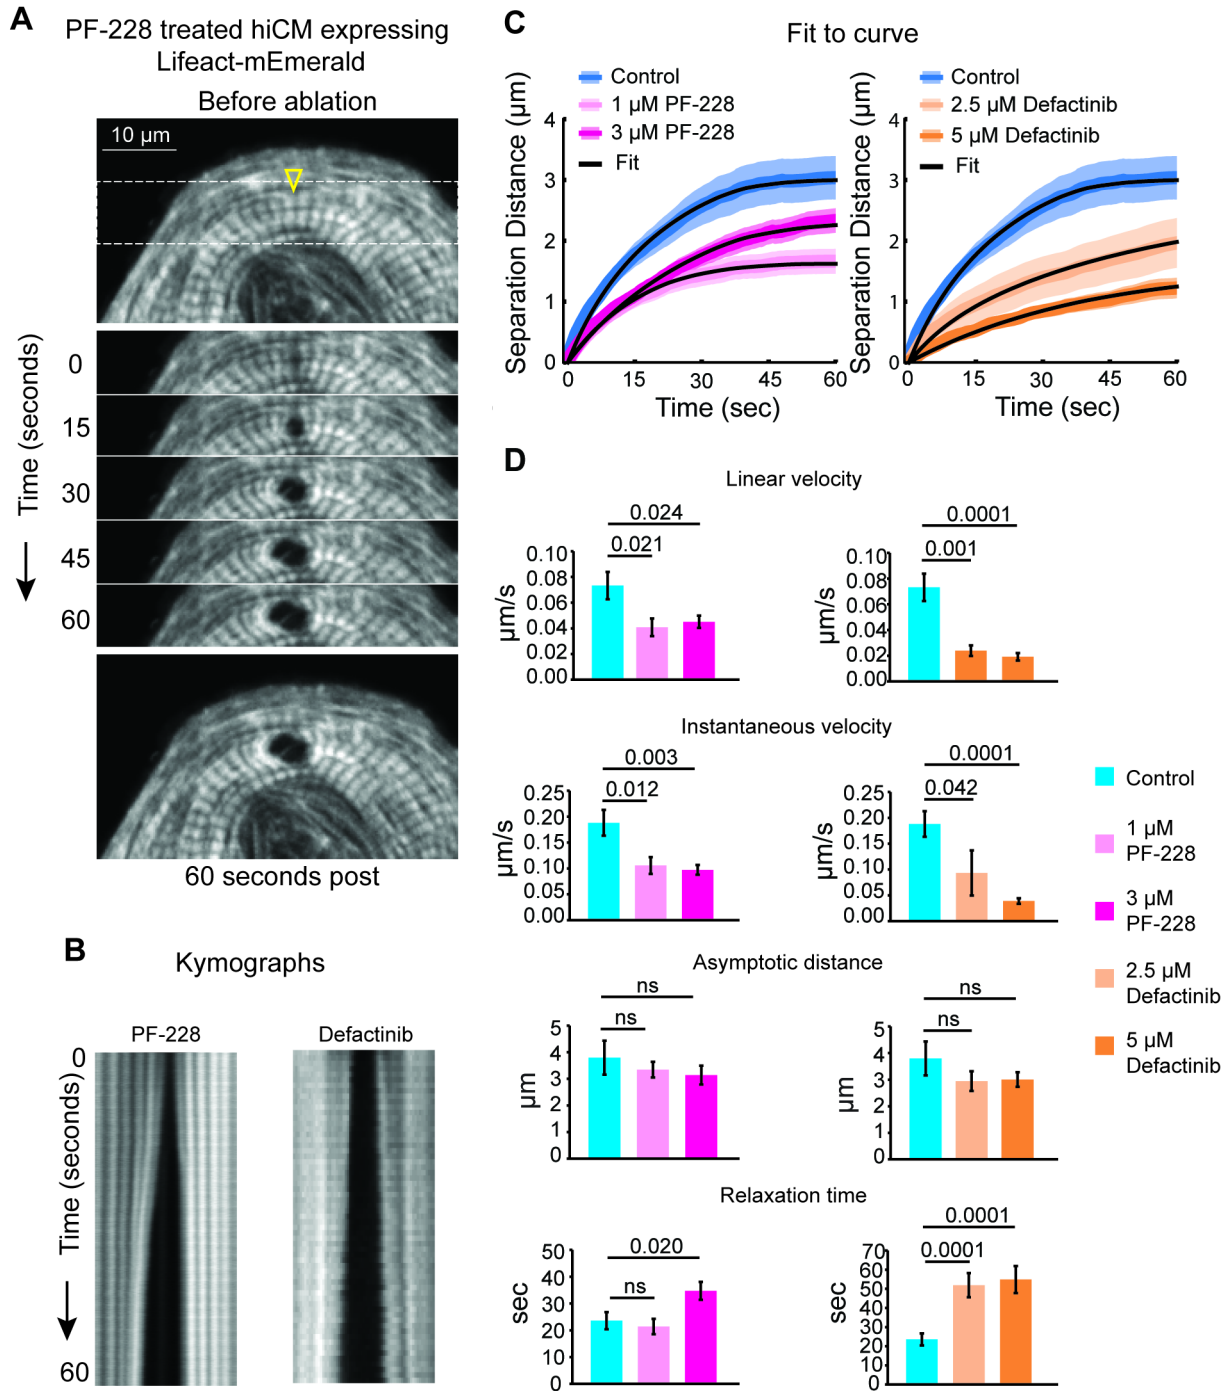 A
PF-228 treated hiCM expressing
Lifeact-mEmerald
Before ablation
10 µm
Time (seconds)
0
15
30
45
60
60 seconds post
B
Kymographs
PF-228
Defactinib
Time (seconds)
0
60
C
Fit to curve
Control
1 µM PF-228
3 µM PF-228
Fit
Separation Distance (µm)
4
3
2
1
0
0 15 30 45 60
Time (sec)
Control
2.5 µM Defactinib
5 µM Defactinib
Fit
Separation Distance (µm)
4
3
2
1
0
0 15 30 45 60
Time (sec)
D
Linear velocity
0.024
0.021
µm/s
0.10
0.08
0.06
0.04
0.02
0.00
0.0001
0.001
µm/s
0.10
0.08
0.06
0.04
0.02
0.00
Instantaneous velocity
0.003
0.012
µm/s
0.25
0.20
0.15
0.10
0.05
0.00
0.0001
0.042
µm/s
0.25
0.20
0.15
0.10
0.05
0.00
Asymptotic distance
ns
ns
µm
5
4
3
2
1
0
ns
ns
µm
5
4
3
2
1
0
Relaxation time
0.020
ns
sec
50
40
30
20
10
0
0.0001
0.0001
sec
70
60
50
40
30
20
10
0
Control
1 µM
PF-228
3 µM
PF-228
2.5 µM
Defactinib
5 µM
Defactinib